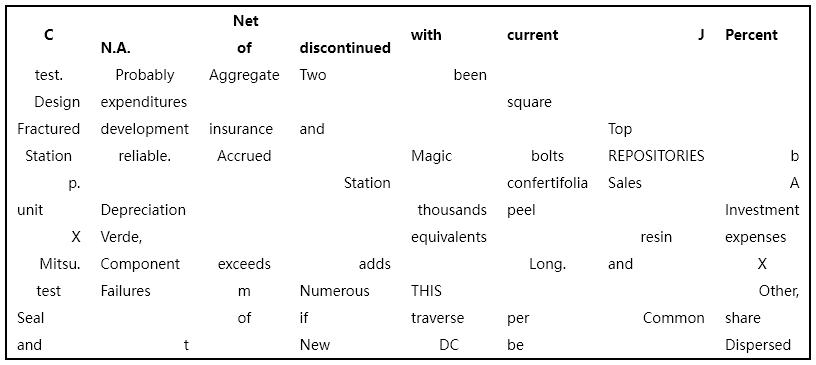 C N.A. Net of discontinued with current J Percent
test. Probably Aggregate Two been
Design expenditures square
Fractured development insurance and Top
Station reliable. Accrued Magic bolts REPOSITORIES b
p. Station confertifolia Sales A
unit Depreciation thousands peel Investment
X Verde, equivalents resin expenses
Mitsu. Component exceeds adds Long. and X
test Failures m Numerous THIS Other,
Seal of if traverse per Common share
and t New DC be Dispersed